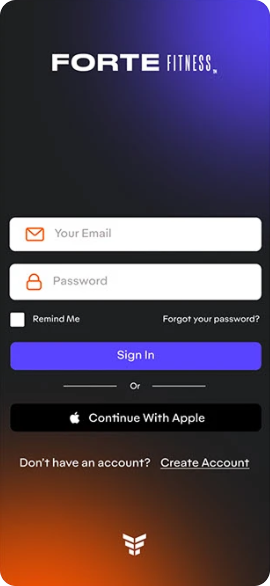 FORTE FITNESS™
Your Email
Password
Remind Me Forgot your password?
Sign In
Or
Continue With Apple
Don't have an account? Create Account